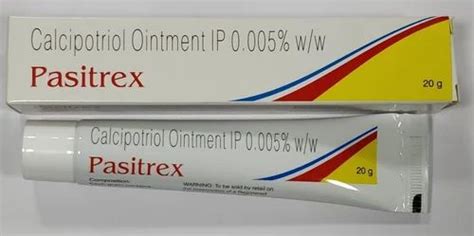 Calcipotriol Ointment IP 0.005% w/w
Pasitrex
20 g
Calcipotriol Ointment IP 0.005% w/w
Pasitrex
20 g
Composition:
WARNING: To be sold by retail on